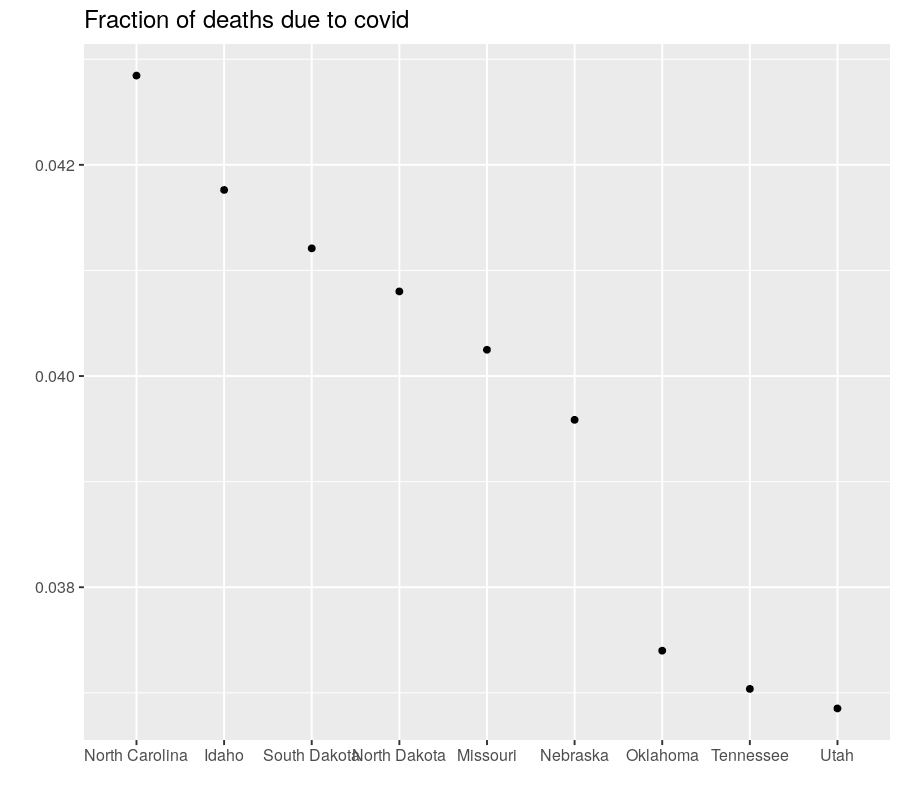 Fraction of deaths due to covid
0.042
0.040
0.038
North Carolina Idaho South Dakota North Dakota Missouri Nebraska Oklahoma Tennessee Utah